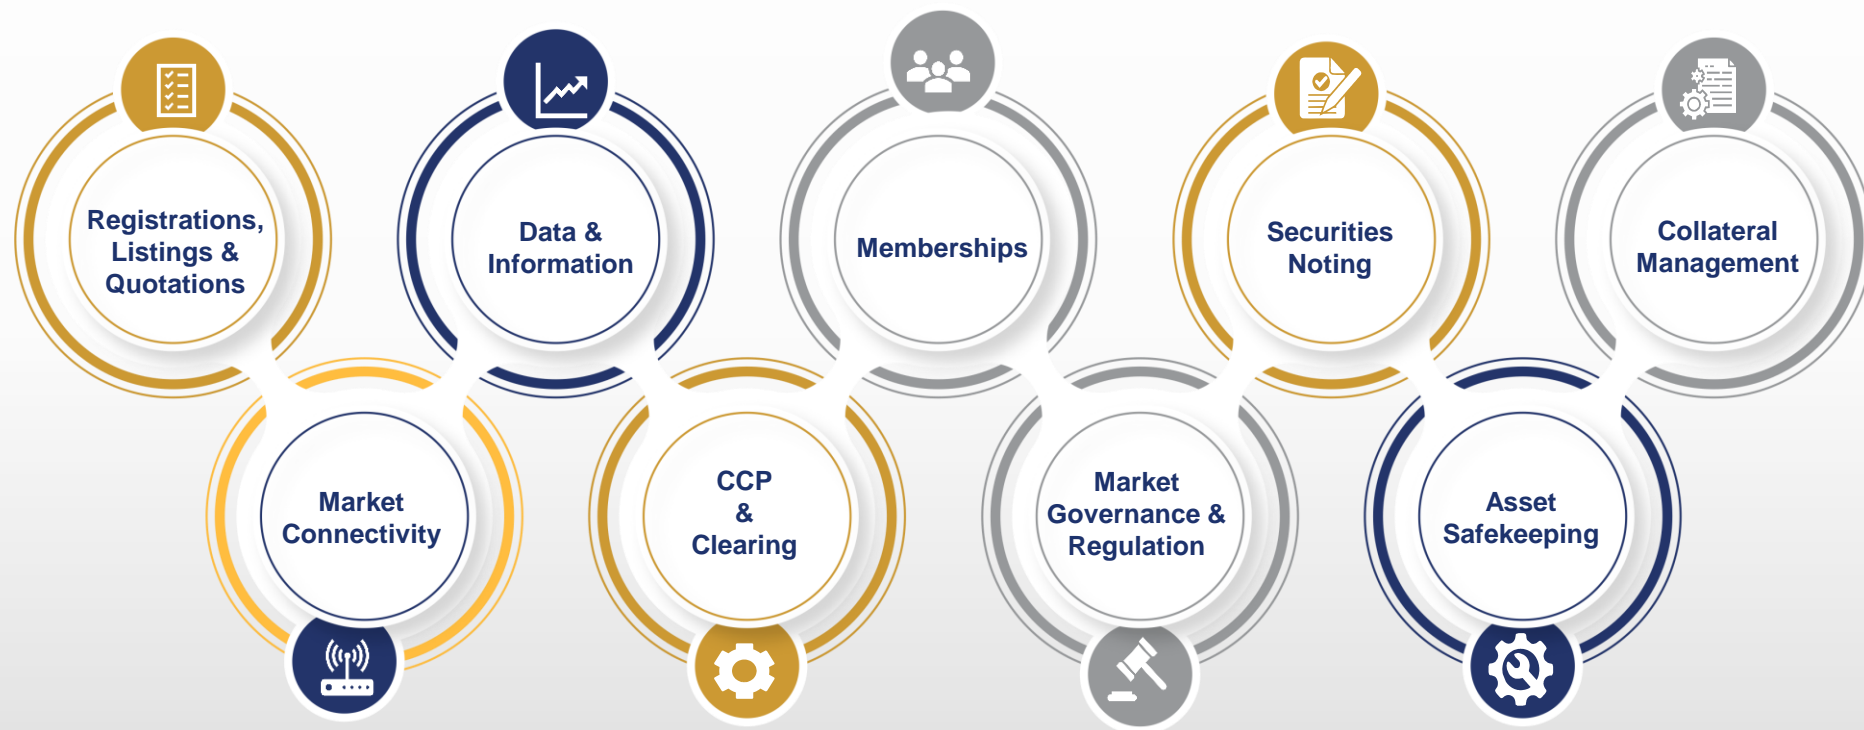 Registrations,
Listings &
Quotations
Data &
Information
Memberships
Securities
Noting
Collateral
Management
Market
Connectivity
CCP
&
Clearing
Market
Governance &
Regulation
Asset
Safekeeping